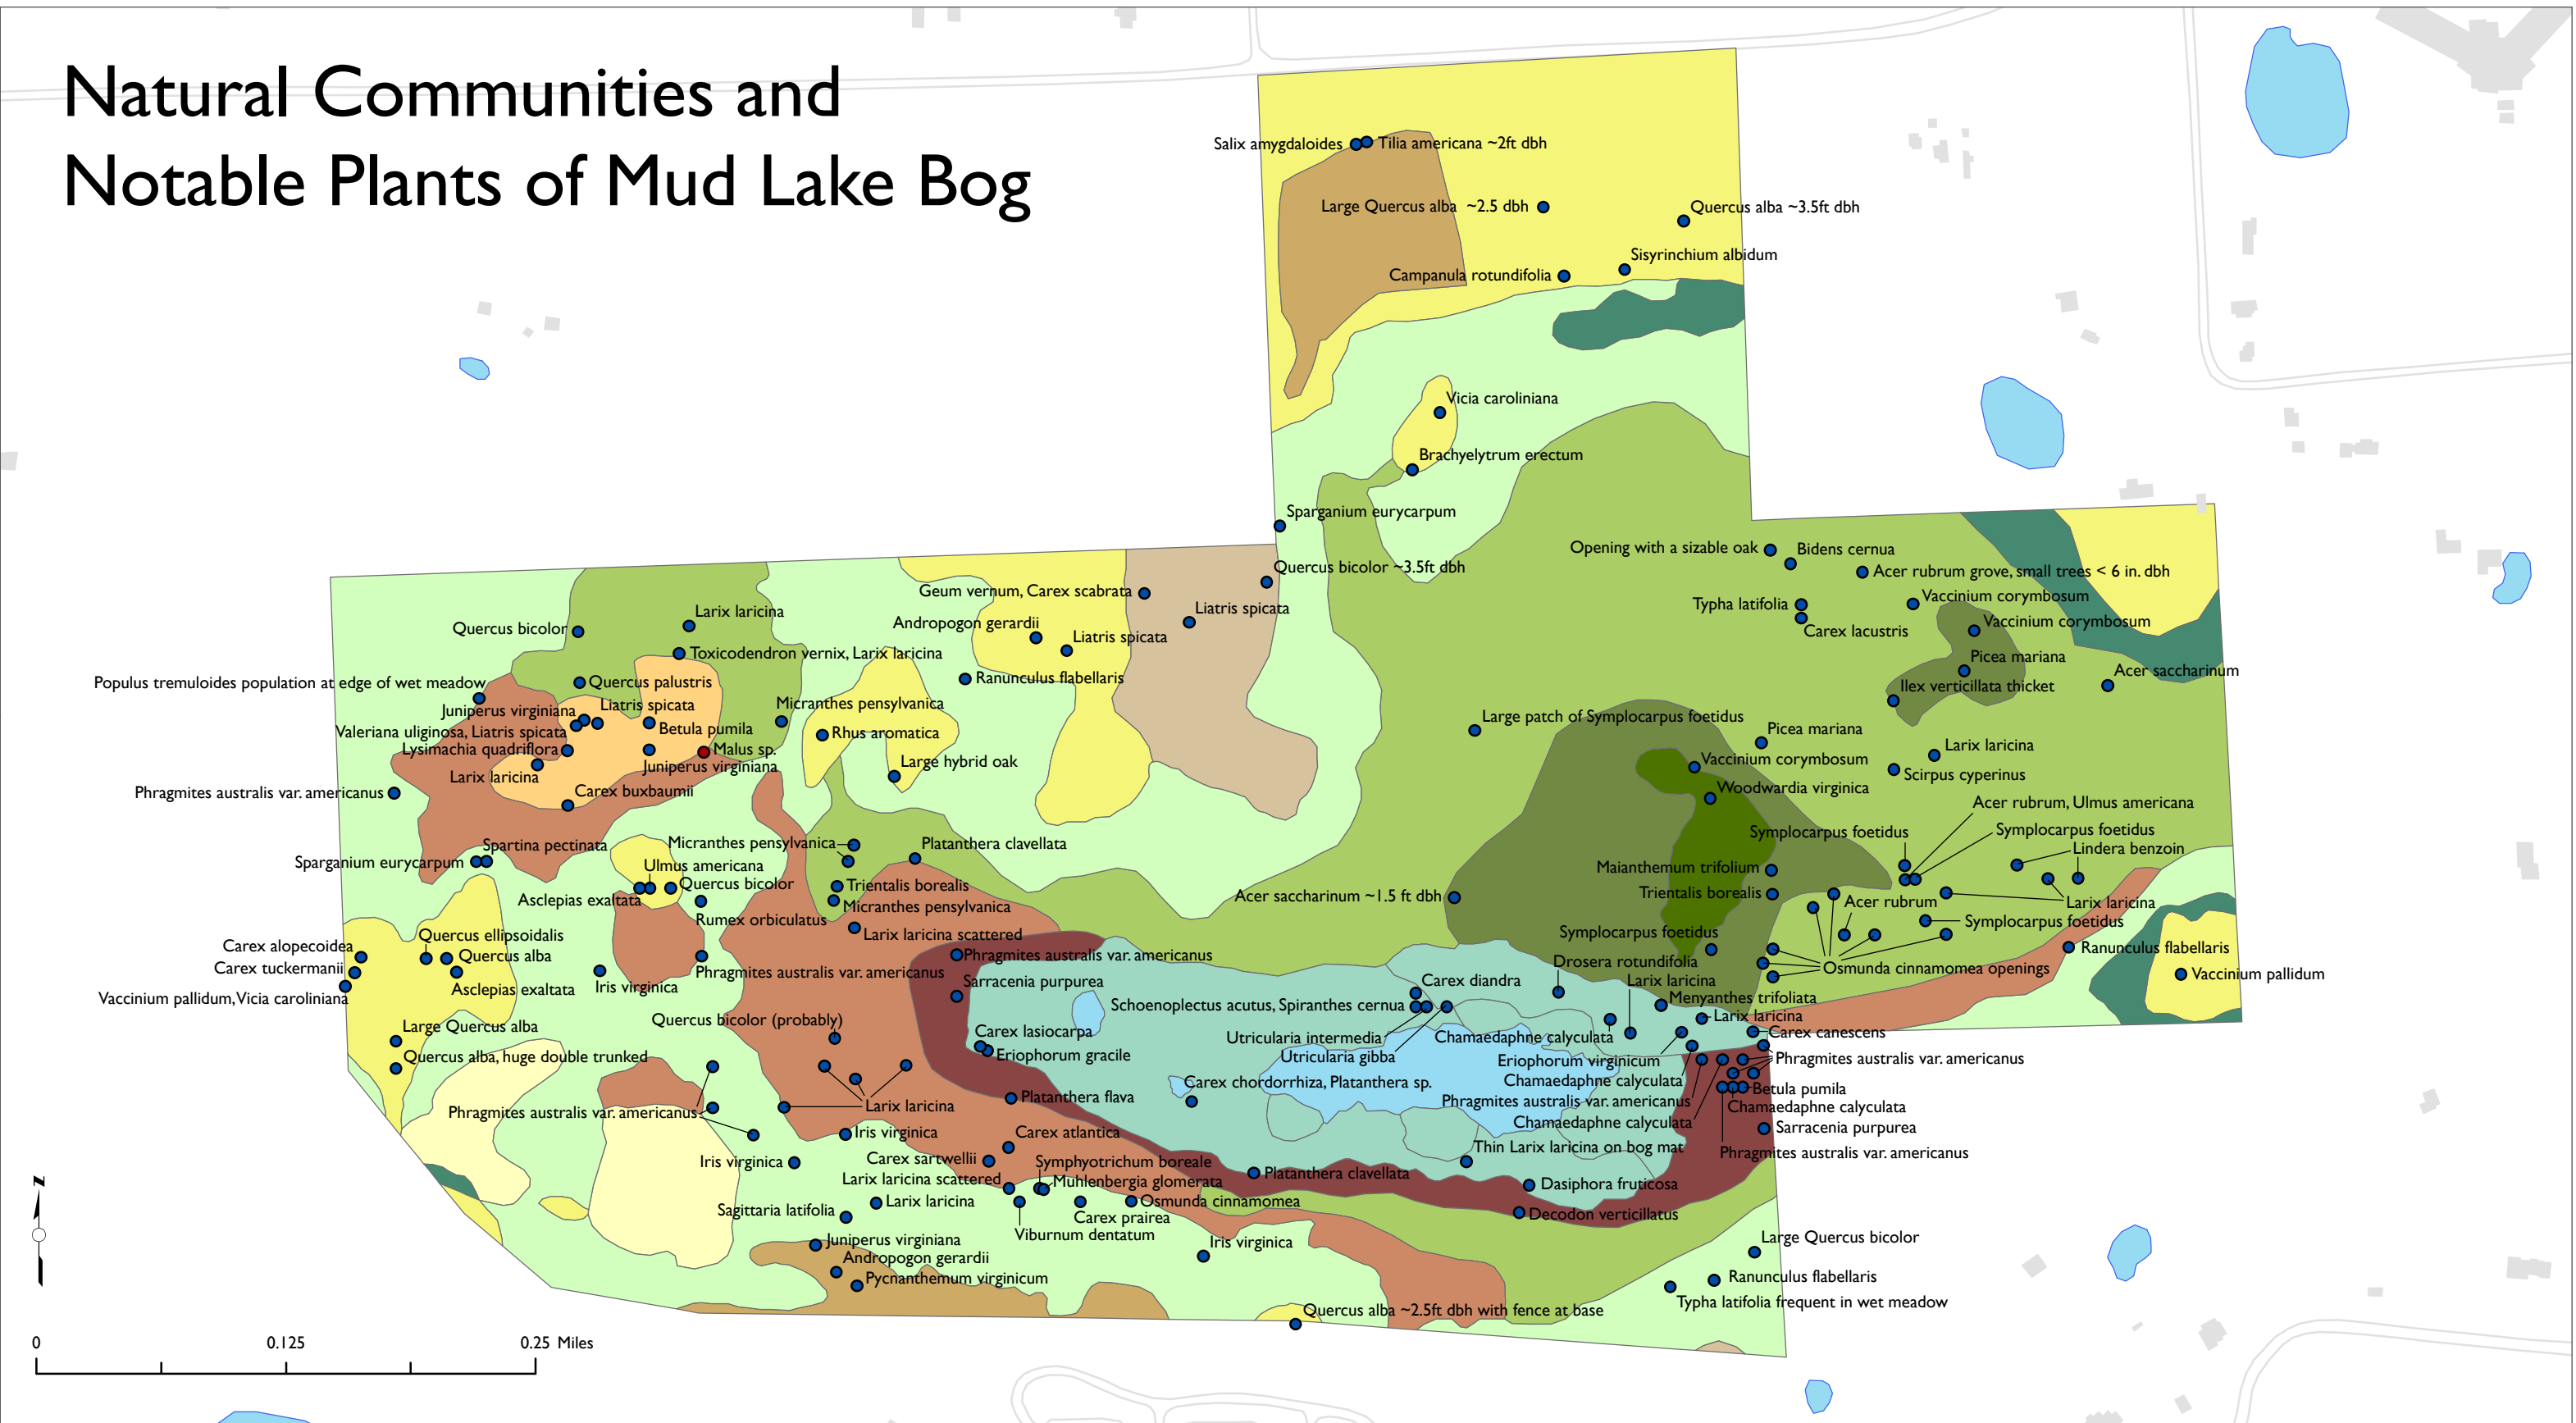 Natural Communities and
Notable Plants of Mud Lake Bog
Salix amygdaloides
Tilia americana ~2ft dbh
Large Quercus alba ~2.5 dbh
Quercus alba ~3.5ft dbh
Sisyrinchium albidum
Campanula rotundifolia
Vicia caroliniana
Brachyelytrum erectum
Sparganium eurycarpum
Quercus bicolor ~3.5ft dbh
Geum vernum, Carex scabrata
Liatris spicata
Andropogon gerardii
Liatris spicata
Ranunculus flabellaris
Opening with a sizable oak
Bidens cernua
Acer rubrum grove, small trees < 6 in. dbh
Typha latifolia
Vaccinium corymbosum
Carex lacustris
Vaccinium corymbosum
Picea mariana
Acer saccharinum
Ilex verticillata thicket
Large patch of Symplocarpus foetidus
Picea mariana
Larix laricina
Vaccinium corymbosum
Scirpus cyperinus
Woodwardia virginica
Acer rubrum, Ulmus americana
Symplocarpus foetidus
Symplocarpus foetidus
Lindera benzoin
Maianthemum trifolium
Trientalis borealis
Acer rubrum
Larix laricina
Acer saccharinum ~1.5 ft dbh
Symplocarpus foetidus
Symplocarpus foetidus
Ranunculus flabellaris
Osmunda cinnamomea openings
Vaccinium pallidum
Larix laricina
Quercus bicolor
Toxicodendron vernix, Larix laricina
Populus tremuloides population at edge of wet meadow
Quercus palustris
Juniperus virginiana
Liatris spicata
Micranthes pensylvanica
Valeriana uliginosa, Liatris spicata
Betula pumila
Rhus aromatica
Lysimachia quadriflora
Malus sp.
Larix laricina
Juniperus virginiana
Large hybrid oak
Phragmites australis var. americanus
Carex buxbaumii
Spartina pectinata
Micranthes pensylvanica
Platanthera clavellata
Sparganium eurycarpum
Ulmus americana
Quercus bicolor
Trientalis borealis
Asclepias exaltata
Micranthes pensylvanica
Rumex orbiculatus
Larix laricina scattered
Quercus ellipsoidalis
Carex alopecoidea
Quercus alba
Carex tuckermanii
Phragmites australis var. americanus
Phragmites australis var. americanus
Asclepias exaltata
Iris virginica
Vaccinium pallidum, Vicia caroliniana
Sarracenia purpurea
Large Quercus alba
Quercus bicolor (probably)
Quercus alba, huge double trunked
Carex lasiocarpa
Eriophorum gracile
Carex diandra
Schoenoplectus acutus, Spiranthes cernua
Drosera rotundifolia
Larix laricina
Menyanthes trifoliata
Larix laricina
Utricularia intermedia
Chamaedaphne calyculata
Carex canescens
Utricularia gibba
Eriophorum virginicum
Phragmites australis var. americanus
Carex chordorrhiza, Platanthera sp.
Chamaedaphne calyculata
Betula pumila
Phragmites australis var. americanus
Chamaedaphne calyculata
Chamaedaphne calyculata
Sarracenia purpurea
Phragmites australis var. americanus
Platanthera flava
Larix laricina
Phragmites australis var. americanus
Iris virginica
Carex atlantica
Iris virginica
Carex sartwellii
Symphyotrichum boreale
Thin Larix laricina on bog mat
Larix laricina scattered
Muhlenbergia glomerata
Platanthera clavellata
Dasiphora fruticosa
Larix laricina
Osmunda cinnamomea
Sagittaria latifolia
Carex prairea
Decodon verticillatus
Viburnum dentatum
Juniperus virginiana
Iris virginica
Large Quercus bicolor
Andropogon gerardii
Pycnanthemum virginicum
Ranunculus flabellaris
Typha latifolia frequent in wet meadow
Quercus alba ~2.5ft dbh with fence at base
N
0 0.125 0.25 Miles